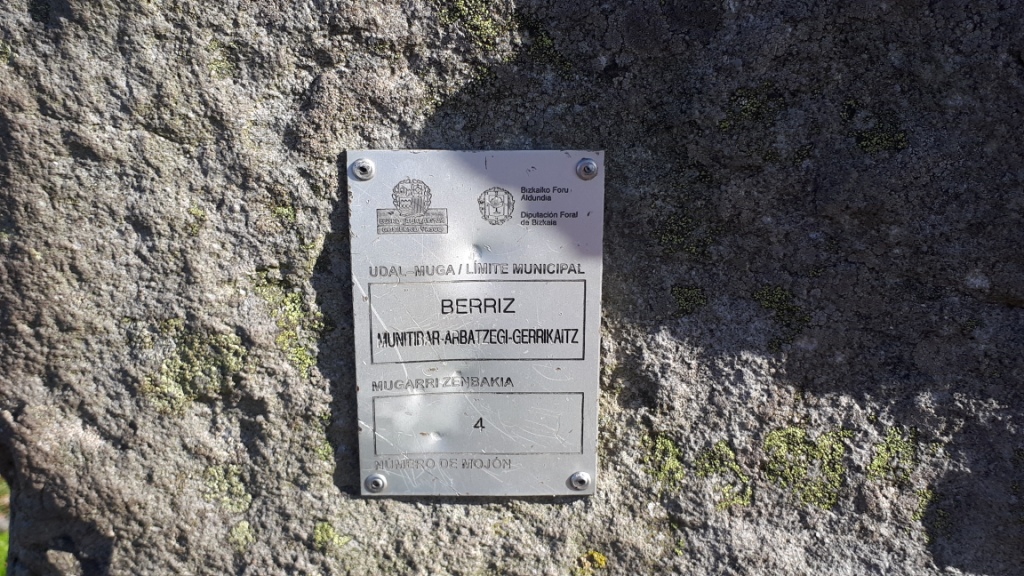 Bizkaiko Foru
Aldundia
Diputación Foral
de Bizkaia
UDAL-MUGA / LÍMITE MUNICIPAL
BERRIZ
MUNITIBAR-ARBATZEGI-GERRIKAITZ
MUGARRI ZENBAKIA
4
NÚMERO DE MOJÓN